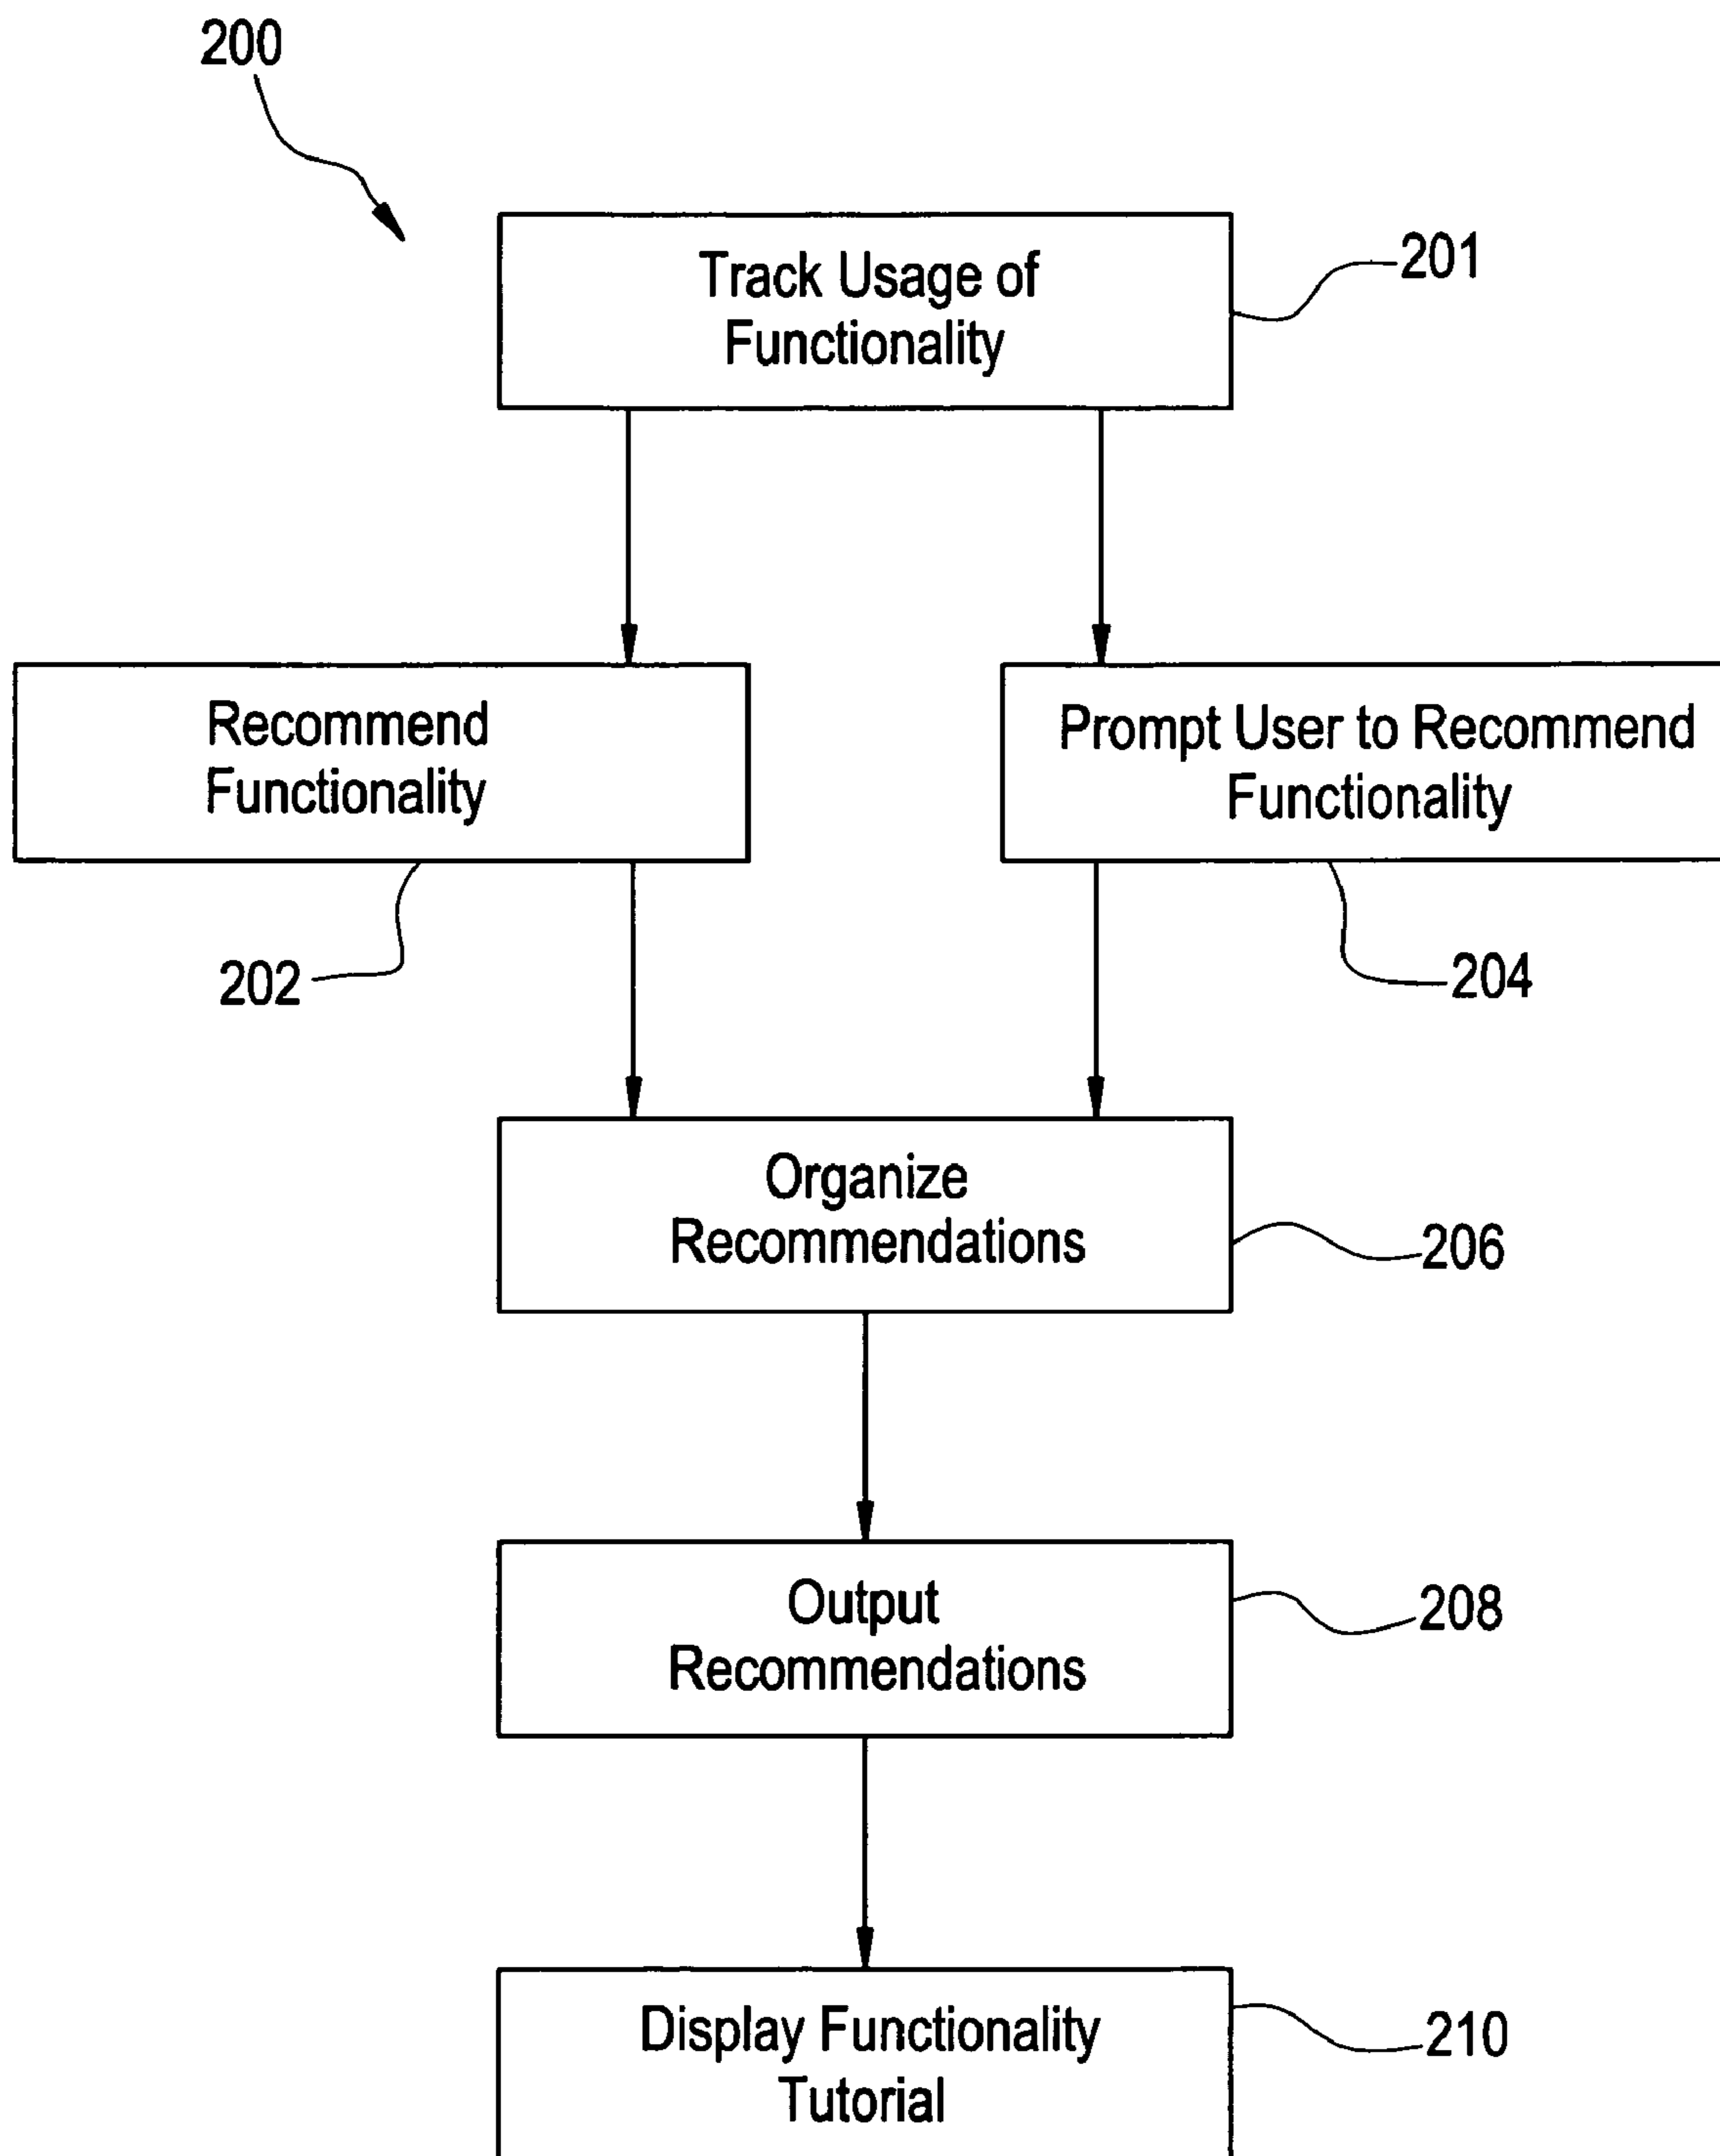 200
Track Usage of
Functionality
201
Recommend
Functionality
Prompt User to Recommend
Functionality
202
204
Organize
Recommendations
206
Output
Recommendations
208
Display Functionality
Tutorial
210